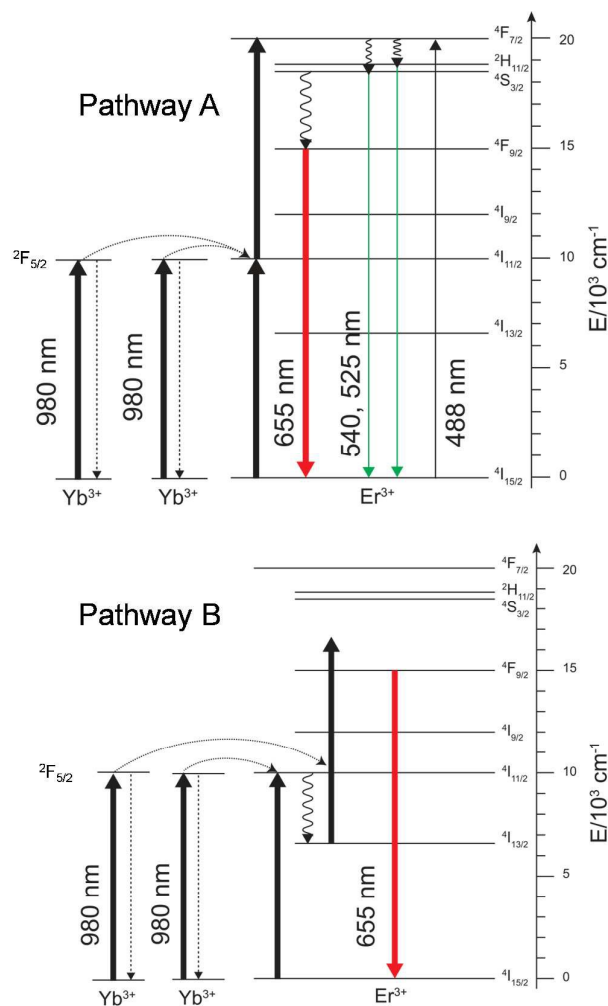 ⁴F₇/₂
20
²H₁₁/₂
⁴S₃/₂
Pathway A
⁴F₉/₂
15
⁴I₉/₂
²F₅/₂
⁴I₁₁/₂
10
E/10³ cm⁻¹
980 nm
980 nm
655 nm
540, 525 nm
488 nm
⁴I₁₃/₂
5
⁴I₁₅/₂
0
Yb³⁺
Yb³⁺
Er³⁺
⁴F₇/₂
20
²H₁₁/₂
⁴S₃/₂
Pathway B
⁴F₉/₂
15
⁴I₉/₂
²F₅/₂
⁴I₁₁/₂
10
E/10³ cm⁻¹
980 nm
980 nm
655 nm
⁴I₁₃/₂
5
⁴I₁₅/₂
0
Yb³⁺
Yb³⁺
Er³⁺